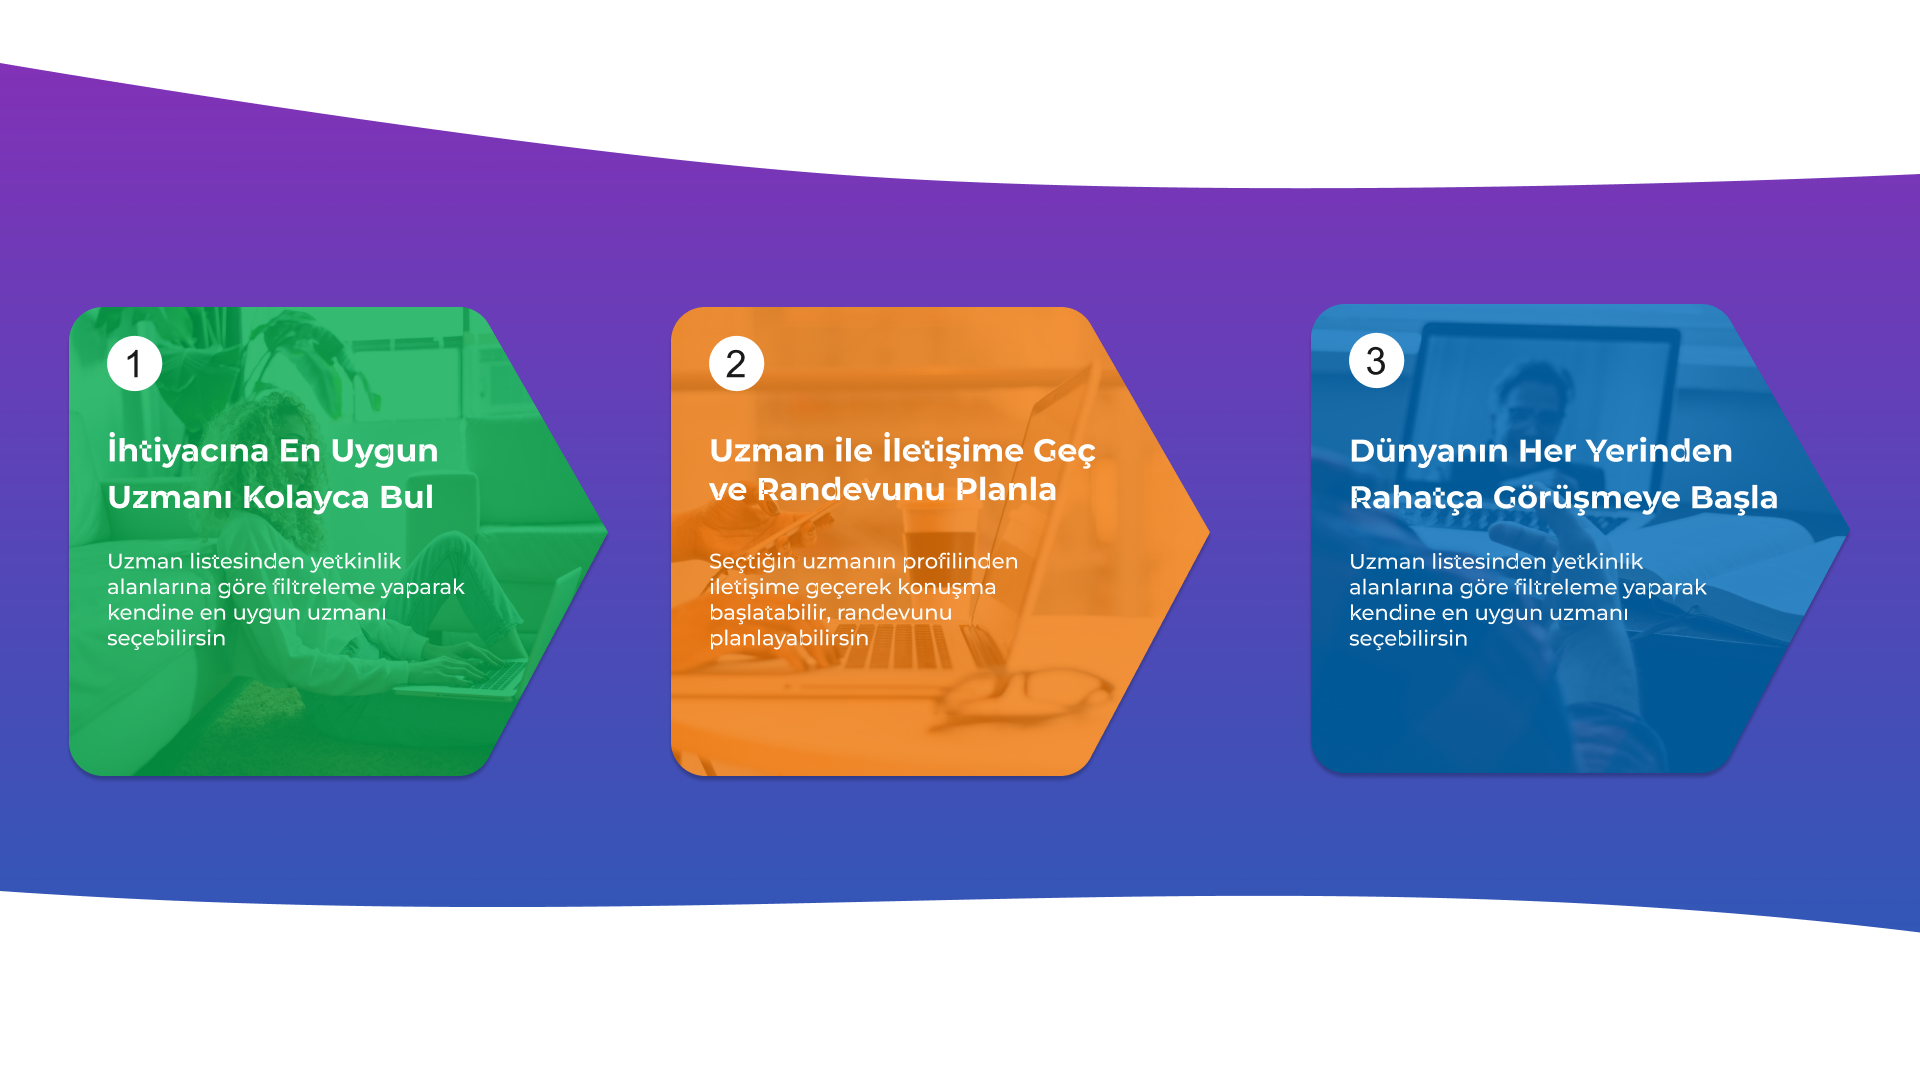 1
İhtiyacına En Uygun
Uzmanı Kolayca Bul
Uzman listesinden yetkinlik
alanlarına göre filtreleme yaparak
kendine en uygun uzmanı
seçebilirsin
2
Uzman ile İletişime Geç
ve Randevunu Planla
Seçtiğin uzmanın profilinden
iletişime geçerek konuşma
başlatabilir, randevunu
planlayabilirsin
3
Dünyanın Her Yerinden
Rahatça Görüşmeye Başla
Uzman listesinden yetkinlik
alanlarına göre filtreleme yaparak
kendine en uygun uzmanı
seçebilirsin